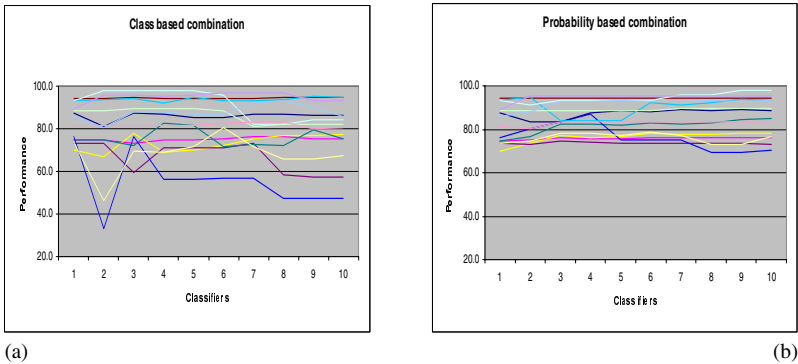 Class based combination
100.0
80.0
60.0
40.0
20.0
Performance
1 2 3 4 5 6 7 8 9 10
Classifiers
(a)
Probability based combination
100.0
80.0
60.0
40.0
20.0
Performance
1 2 3 4 5 6 7 8 9 10
Classifiers
(b)